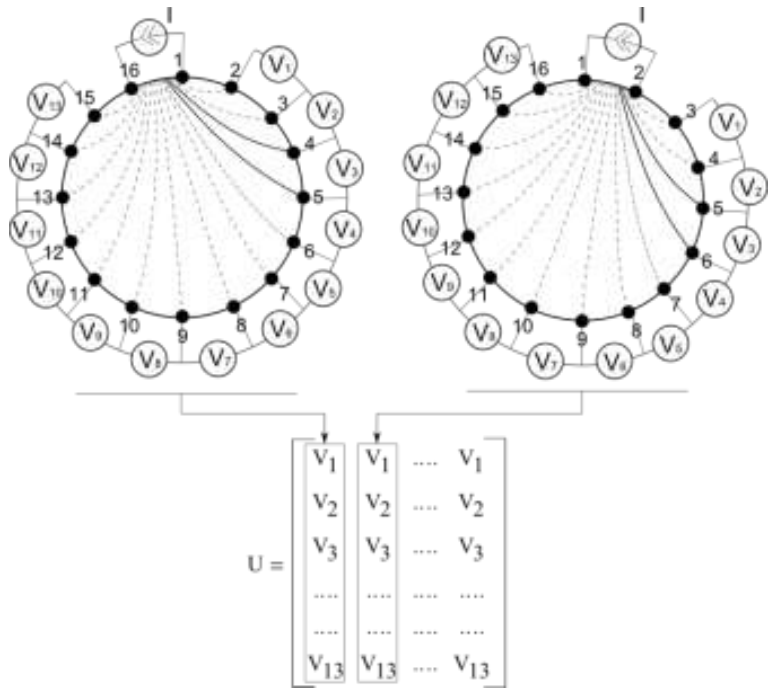 I
16 1 2 3 4 5 6 7 8 9 10 11 12 13 14 15
V1 V2 V3 V4 V5 V6 V7 V8 V9 V10 V11 V12 V13
I
1 2 3 4 5 6 7 8 9 10 11 12 13 14 15 16
V1 V2 V3 V4 V5 V6 V7 V8 V9 V10 V11 V12 V13
V1 V1 .... V1
V2 V2 .... V2
V3 V3 .... V3
U =
.... .... .... ....
.... .... .... ....
V13 V13 .... V13